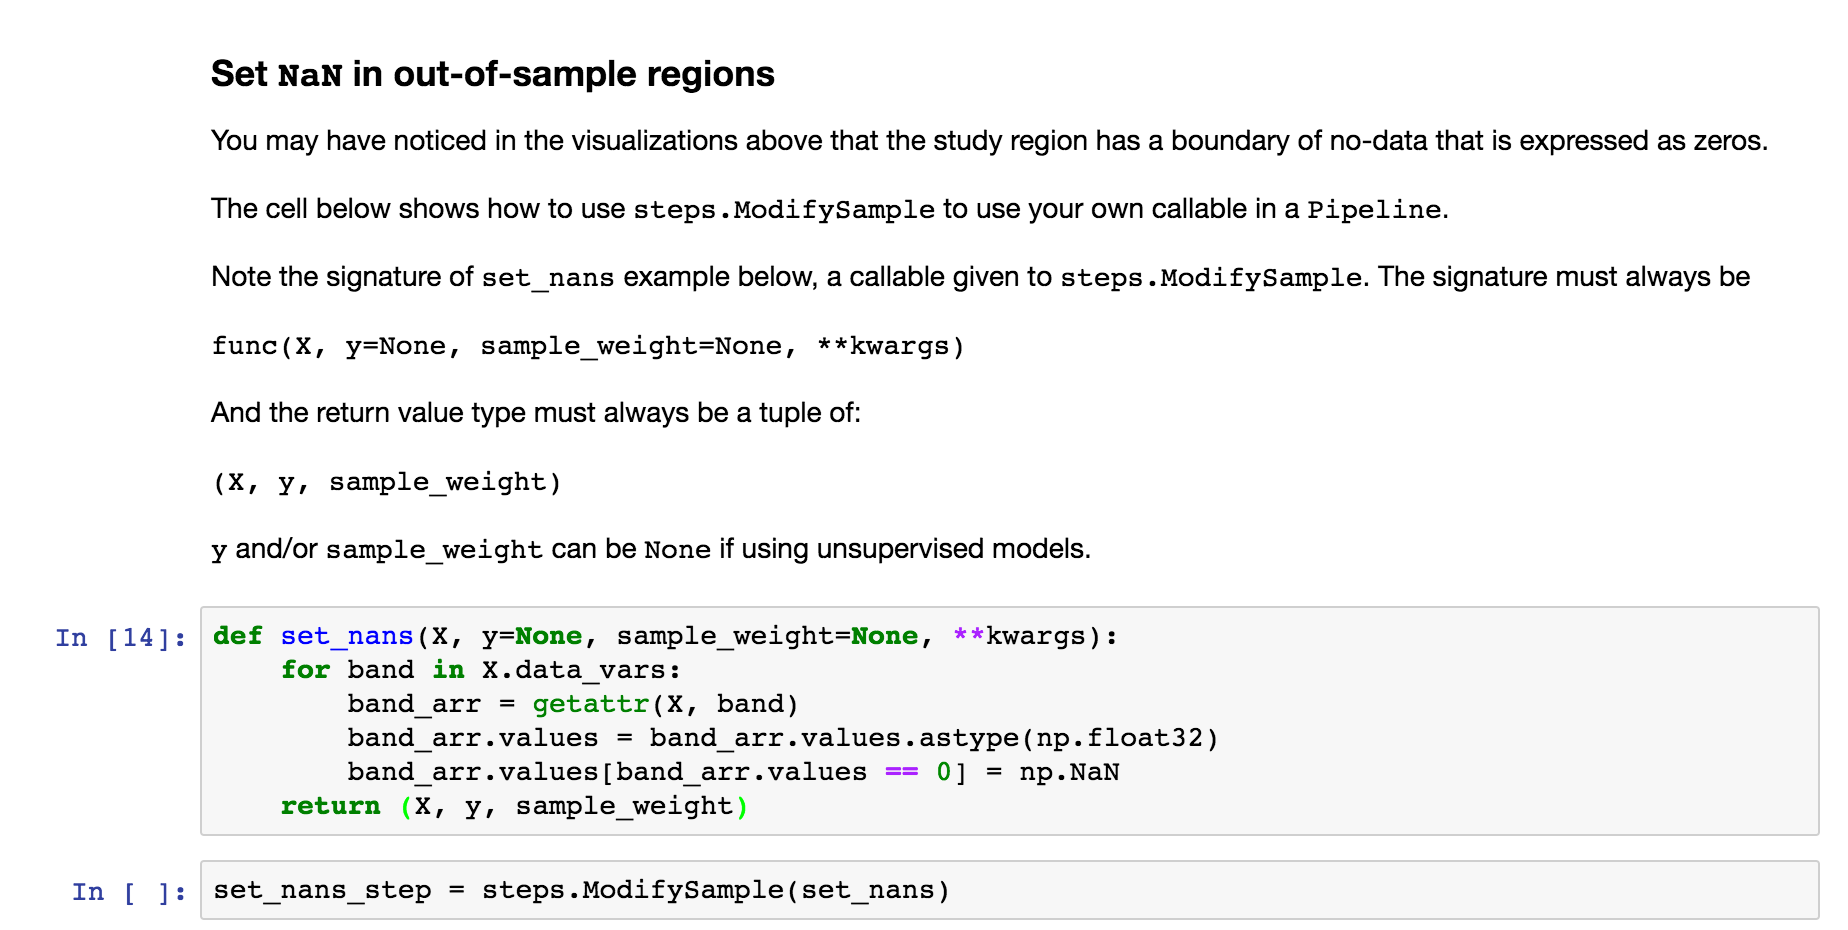 Set NaN in out-of-sample regions
You may have noticed in the visualizations above that the study region has a boundary of no-data that is expressed as zeros.
The cell below shows how to use steps.ModifySample to use your own callable in a Pipeline.
Note the signature of set_nans example below, a callable given to steps.ModifySample. The signature must always be
func(X, y=None, sample_weight=None, **kwargs)
And the return value type must always be a tuple of:
(X, y, sample_weight)
y and/or sample_weight can be None if using unsupervised models.
In [14]: def set_nans(X, y=None, sample_weight=None, **kwargs):
    for band in X.data_vars:
        band_arr = getattr(X, band)
        band_arr.values = band_arr.values.astype(np.float32)
        band_arr.values[band_arr.values == 0] = np.NaN
    return (X, y, sample_weight)
In [ ]: set_nans_step = steps.ModifySample(set_nans)